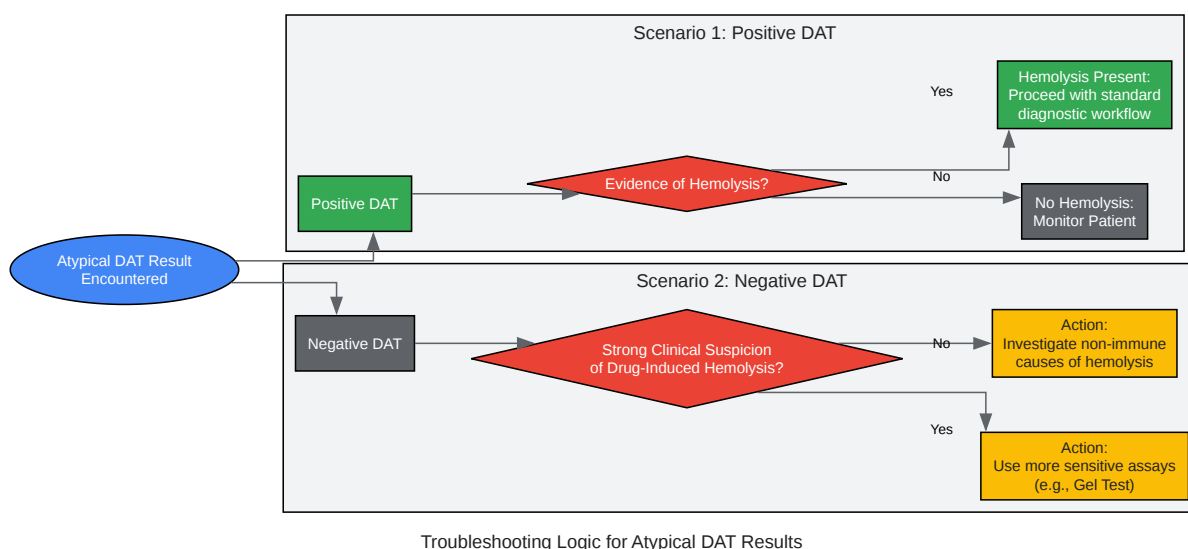 Scenario 1: Positive DAT
Yes
Hemolysis Present:
Proceed with standard
diagnostic workflow
Evidence of Hemolysis?
No
Positive DAT
No Hemolysis:
Monitor Patient
Atypical DAT Result
Encountered
Scenario 2: Negative DAT
Negative DAT
Strong Clinical Suspicion
of Drug-Induced Hemolysis?
No
Action:
Investigate non-immune
causes of hemolysis
Yes
Action:
Use more sensitive assays
(e.g., Gel Test)
Troubleshooting Logic for Atypical DAT Results